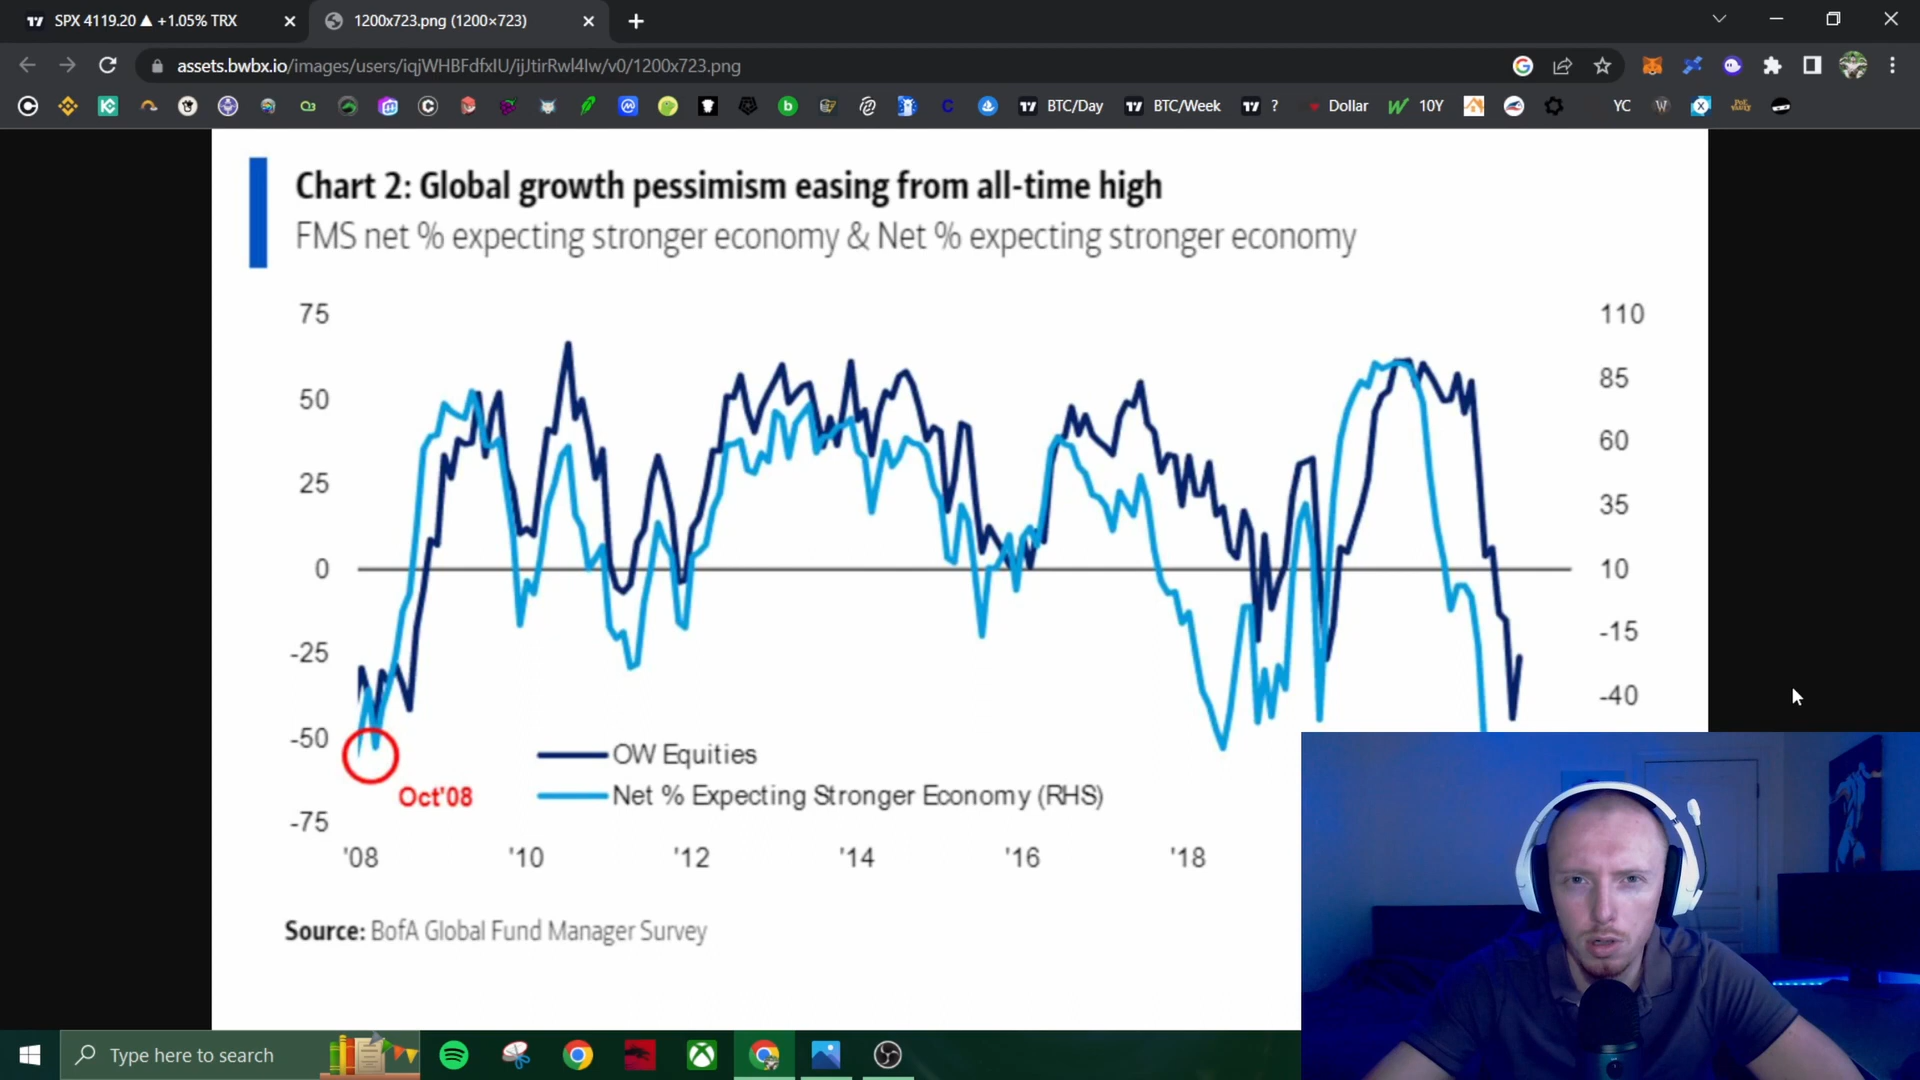 SPX 4119.20 ▲ +1.05% TRX
1200x723.png (1200×723)
assets.bwbx.io/images/users/iqjWHBFdfxIU/ijJtirRwl4Iw/v0/1200x723.png
BTC/Day
BTC/Week
?
Dollar
10Y
YC
Chart 2: Global growth pessimism easing from all-time high
FMS net % expecting stronger economy & Net % expecting stronger economy
75
110
50
85
60
25
35
0
10
-25
-15
-40
-50
-75
Oct'08
OW Equities
Net % Expecting Stronger Economy (RHS)
'08
'10
'12
'14
'16
'18
Source: BofA Global Fund Manager Survey
Type here to search